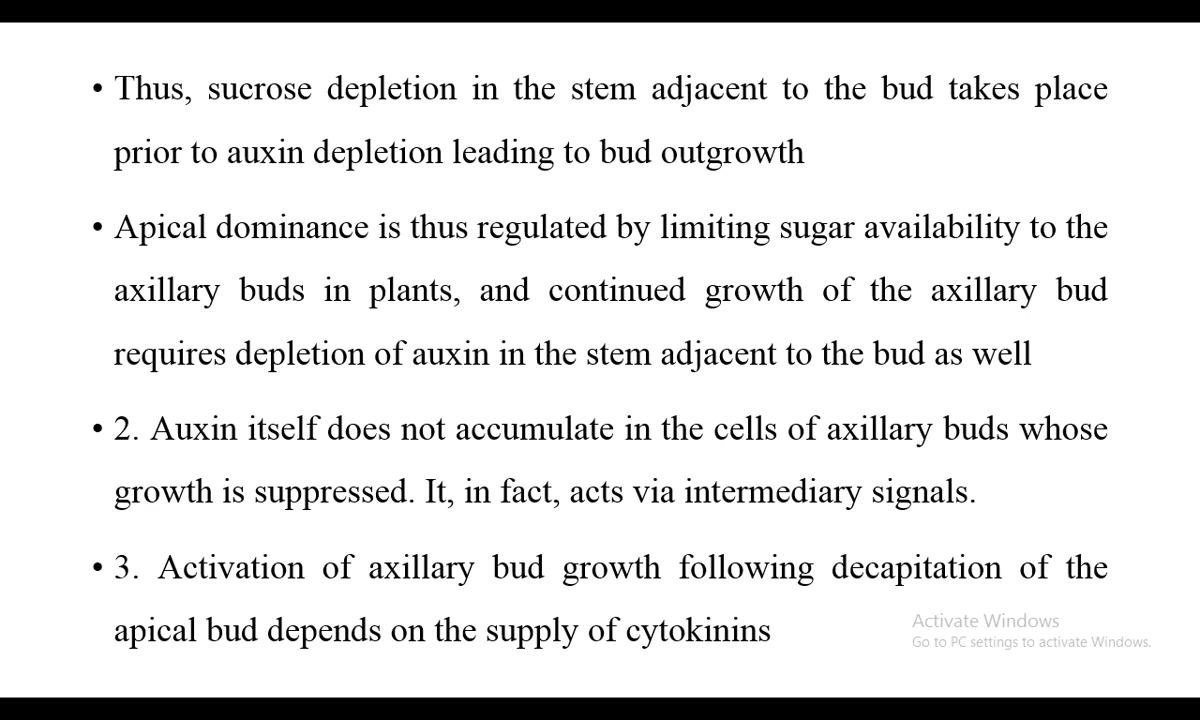 • Thus, sucrose depletion in the stem adjacent to the bud takes place
prior to auxin depletion leading to bud outgrowth
• Apical dominance is thus regulated by limiting sugar availability to the
axillary buds in plants, and continued growth of the axillary bud
requires depletion of auxin in the stem adjacent to the bud as well
• 2. Auxin itself does not accumulate in the cells of axillary buds whose
growth is suppressed. It, in fact, acts via intermediary signals.
• 3. Activation of axillary bud growth following decapitation of the
apical bud depends on the supply of cytokinins
Activate Windows
Go to PC settings to activate Windows.